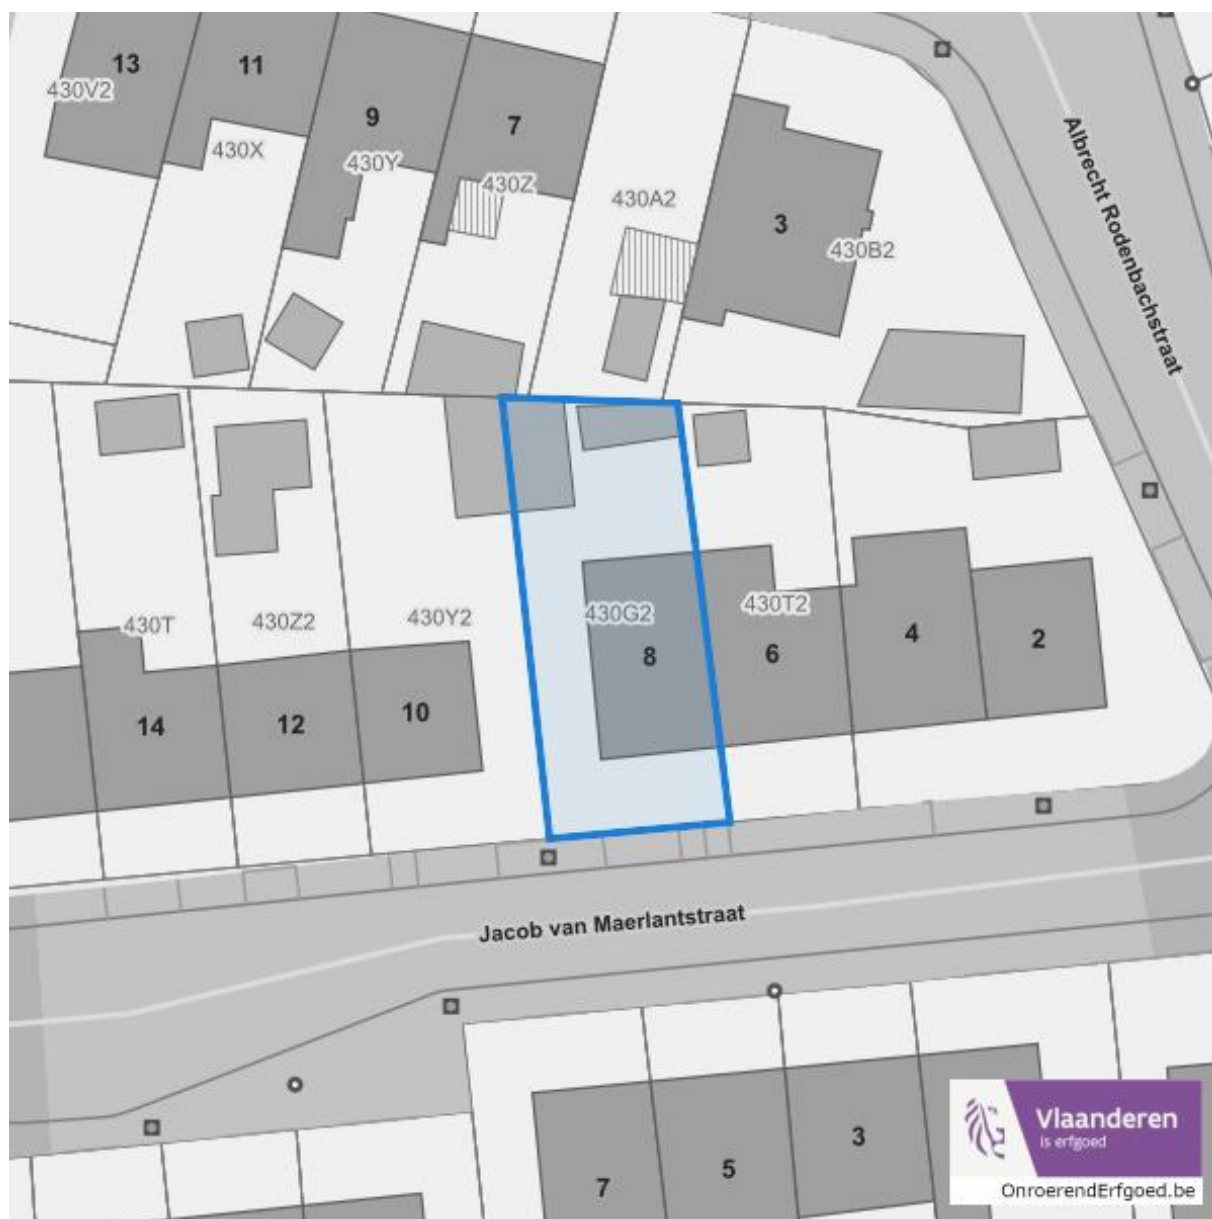 13
11
9
7
430V2
430X
430Y
430Z
430A2
3
430B2
Albrecht Rodenbachstraat
430T
430Z2
430Y2
430G2
430T2
14
12
10
8
6
4
2
Jacob van Maerlantstraat
7
5
3
Vlaanderen
is erfgoed
OnroerendErfgoed.be